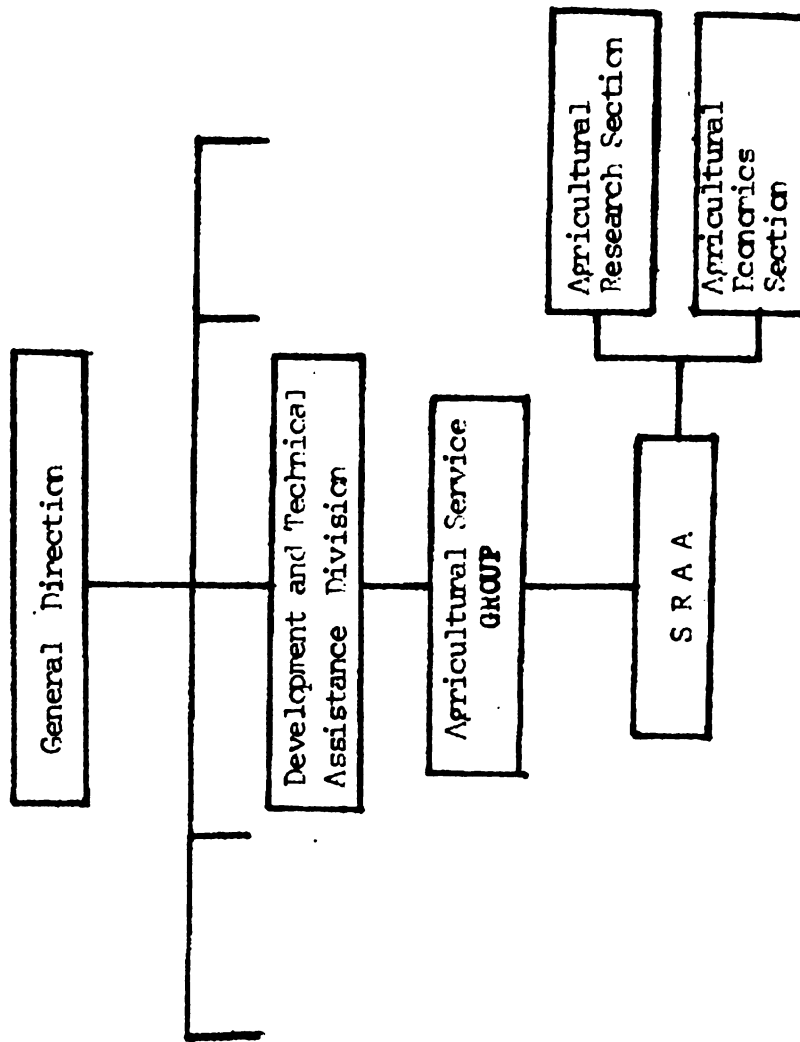 General Direction
Development and Technical
Assistance Division
Agricultural Service
GROUP
S R A A
Agricultural
Research Section
Agricultural
Economics
Section